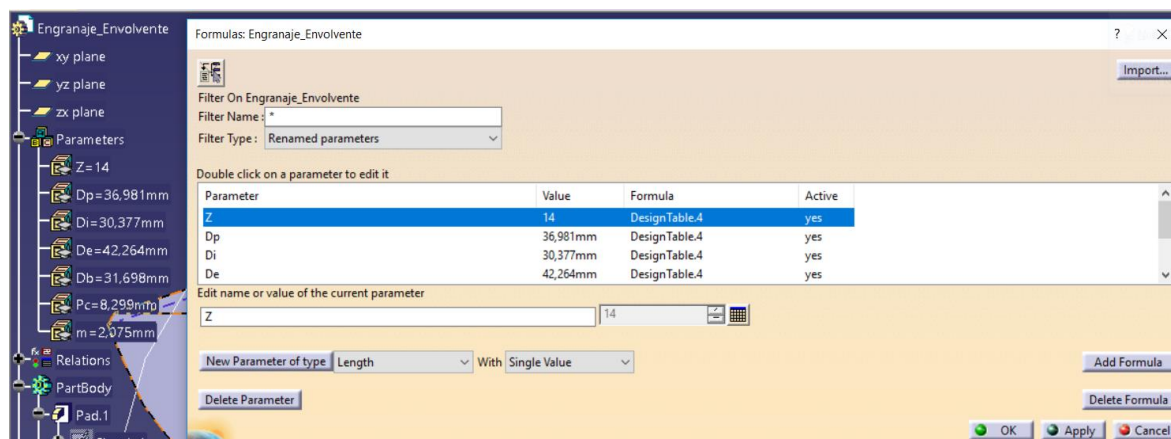 Engranaje_Envolvente
xy plane
yz plane
zx plane
Parameters
Z=14
Dp=36,981mm
Di=30,377mm
De=42,264mm
Db=31,698mm
Pc=8,299mm
m=2,075mm
Relations
PartBody
Pad.1
Formulas: Engranaje_Envolvente
?
Import...
Filter On Engranaje_Envolvente
Filter Name: *
Filter Type: Renamed parameters
Double click on a parameter to edit it
Parameter Value Formula Active
Z 14 DesignTable.4 yes
Dp 36,981mm DesignTable.4 yes
Di 30,377mm DesignTable.4 yes
De 42,264mm DesignTable.4 yes
Edit name or value of the current parameter
Z 14
New Parameter of type Length With Single Value Add Formula
Delete Parameter Delete Formula
OK Apply Cancel